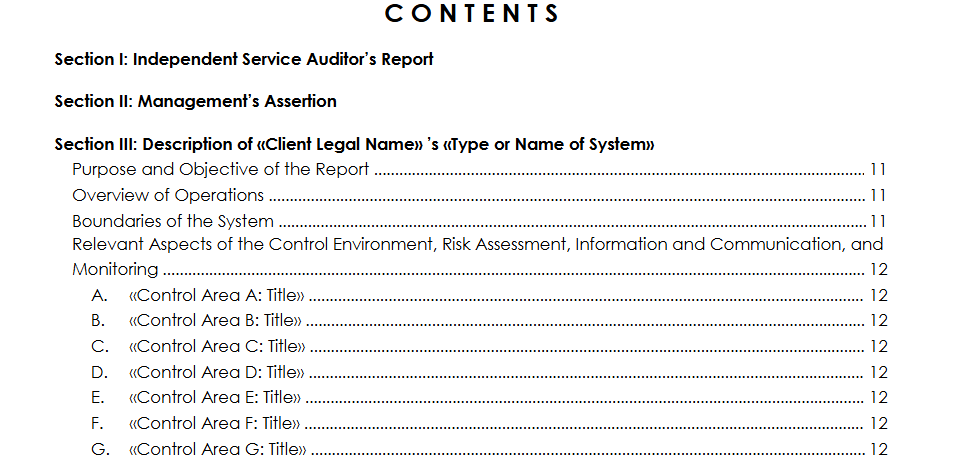 CONTENTS
Section I: Independent Service Auditor's Report
Section II: Management's Assertion
Section III: Description of «Client Legal Name» 's «Type or Name of System»
Purpose and Objective of the Report ........ 11
Overview of Operations ........ 11
Boundaries of the System ........ 11
Relevant Aspects of the Control Environment, Risk Assessment, Information and Communication, and
Monitoring ........ 12
A. «Control Area A: Title» ........ 12
B. «Control Area B: Title» ........ 12
C. «Control Area C: Title» ........ 12
D. «Control Area D: Title» ........ 12
E. «Control Area E: Title» ........ 12
F. «Control Area F: Title» ........ 12
G. «Control Area G: Title» ........ 12